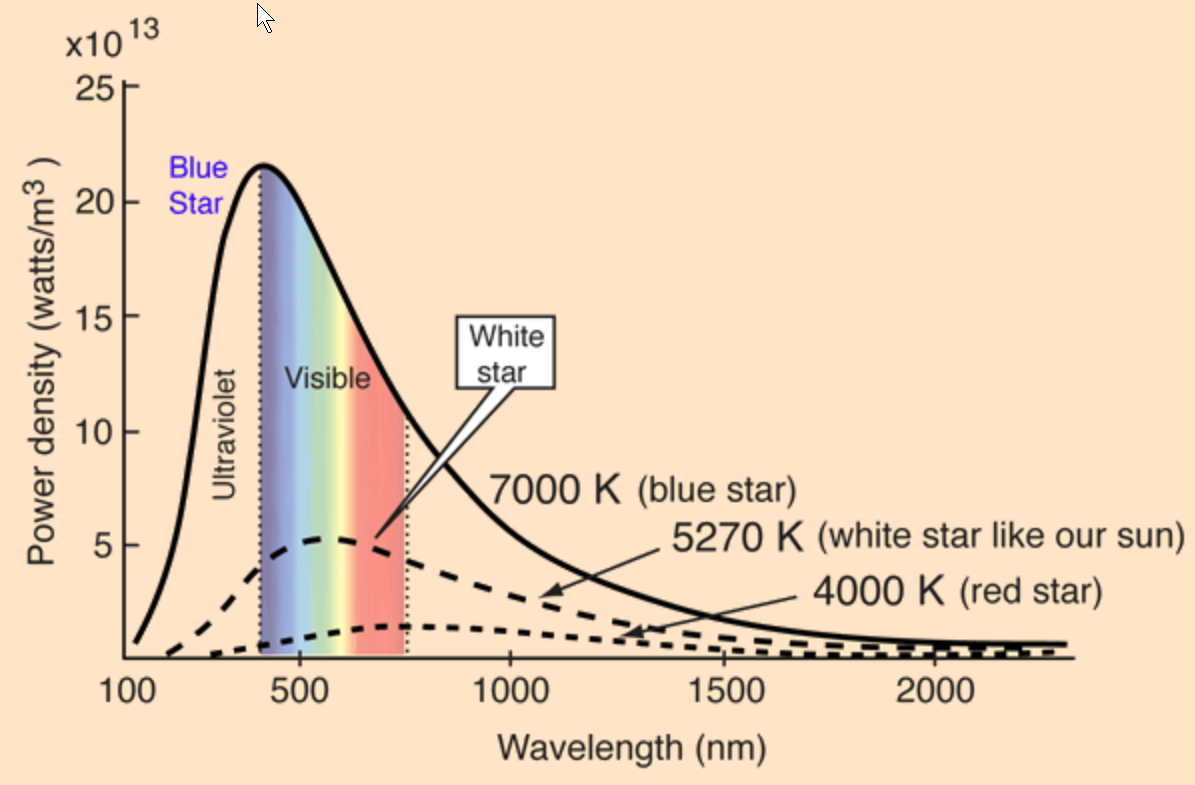 x10^13
25
20
15
10
5
Power density (watts/m^3 )
Blue
Star
Ultraviolet
Visible
White
star
7000 K (blue star)
5270 K (white star like our sun)
4000 K (red star)
100 500 1000 1500 2000
Wavelength (nm)